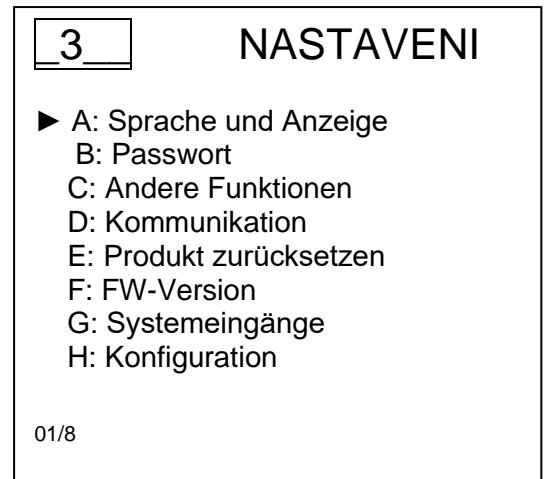 _3__ NASTAVENI
► A: Sprache und Anzeige
B: Passwort
C: Andere Funktionen
D: Kommunikation
E: Produkt zurücksetzen
F: FW-Version
G: Systemeingänge
H: Konfiguration
01/8